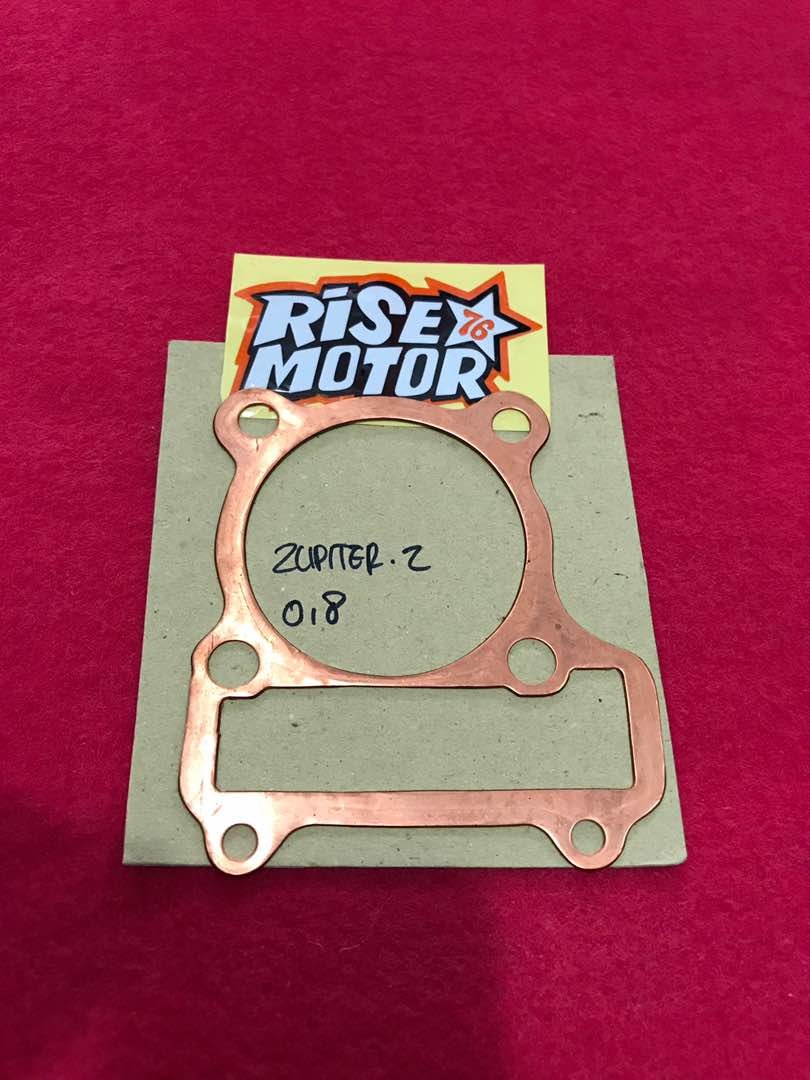 RiSE 76
MOTOR
ZUPITER.Z
0,8